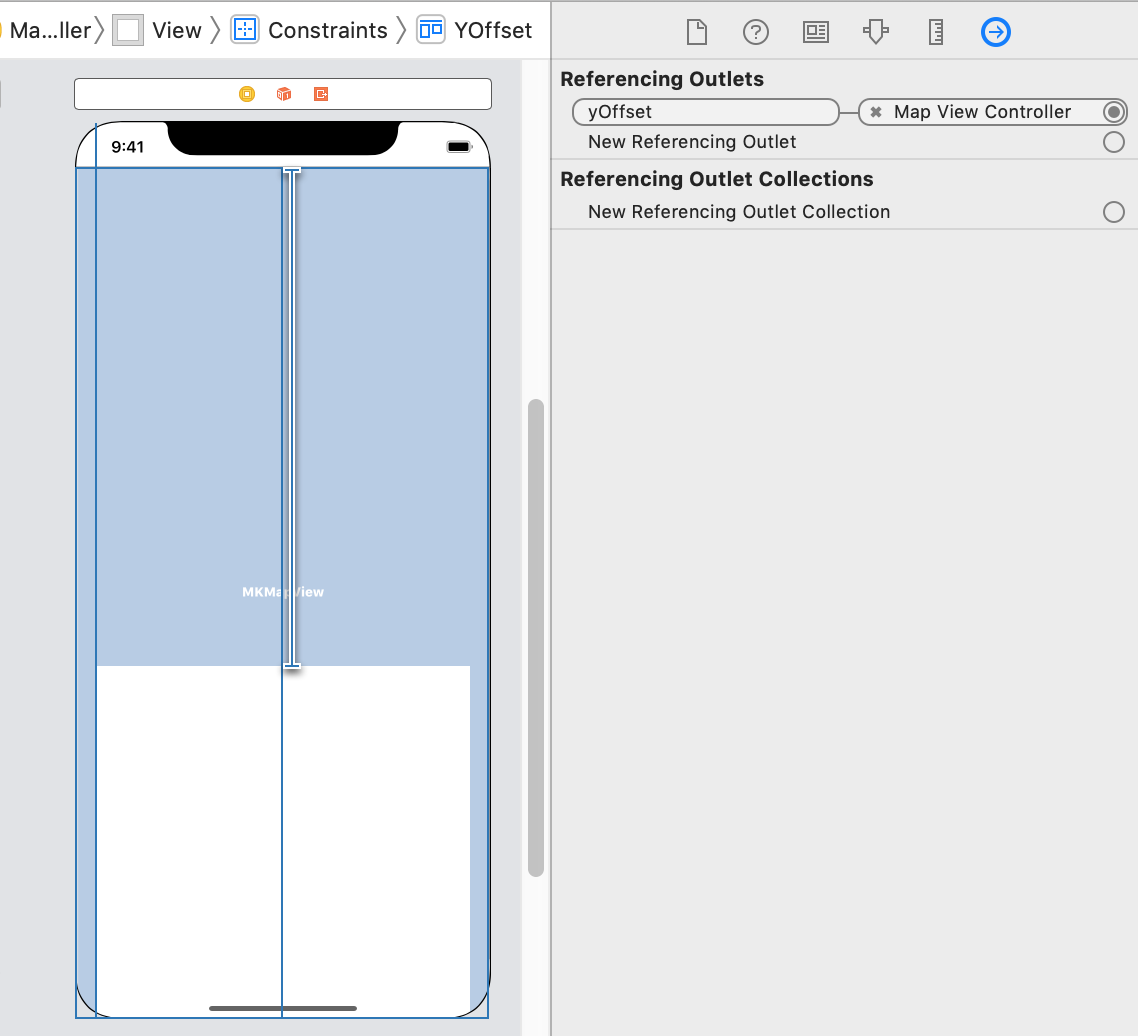 Ma...ller View Constraints YOffset
Referencing Outlets
yOffset Map View Controller
New Referencing Outlet
Referencing Outlet Collections
New Referencing Outlet Collection
9:41
MKMapView